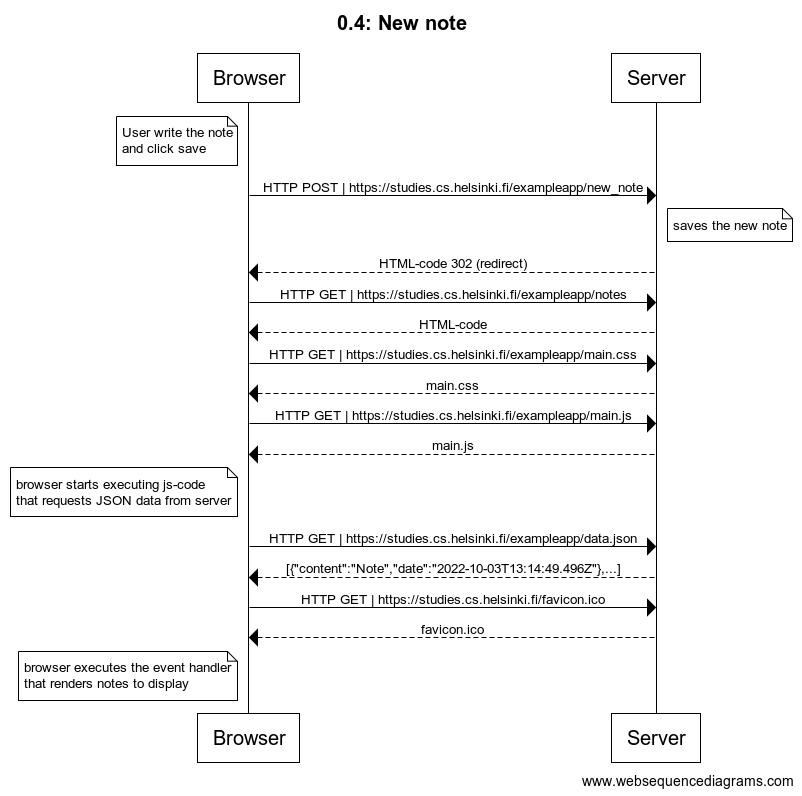 0.4: New note
Browser
Server
User write the note
and click save
HTTP POST | https://studies.cs.helsinki.fi/exampleapp/new_note
saves the new note
HTML-code 302 (redirect)
HTTP GET | https://studies.cs.helsinki.fi/exampleapp/notes
HTML-code
HTTP GET | https://studies.cs.helsinki.fi/exampleapp/main.css
main.css
HTTP GET | https://studies.cs.helsinki.fi/exampleapp/main.js
main.js
browser starts executing js-code
that requests JSON data from server
HTTP GET | https://studies.cs.helsinki.fi/exampleapp/data.json
[{"content":"Note","date":"2022-10-03T13:14:49.496Z"},...]
HTTP GET | https://studies.cs.helsinki.fi/favicon.ico
favicon.ico
browser executes the event handler
that renders notes to display
Browser
Server
www.websequencediagrams.com